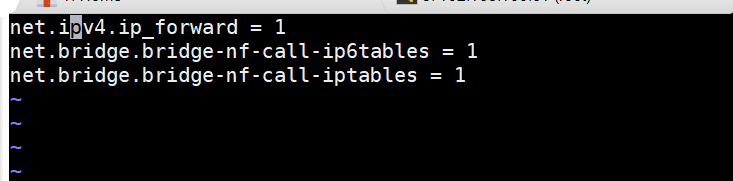 net.ipv4.ip_forward = 1
net.bridge.bridge-nf-call-ip6tables = 1
net.bridge.bridge-nf-call-iptables = 1
~
~
~
~